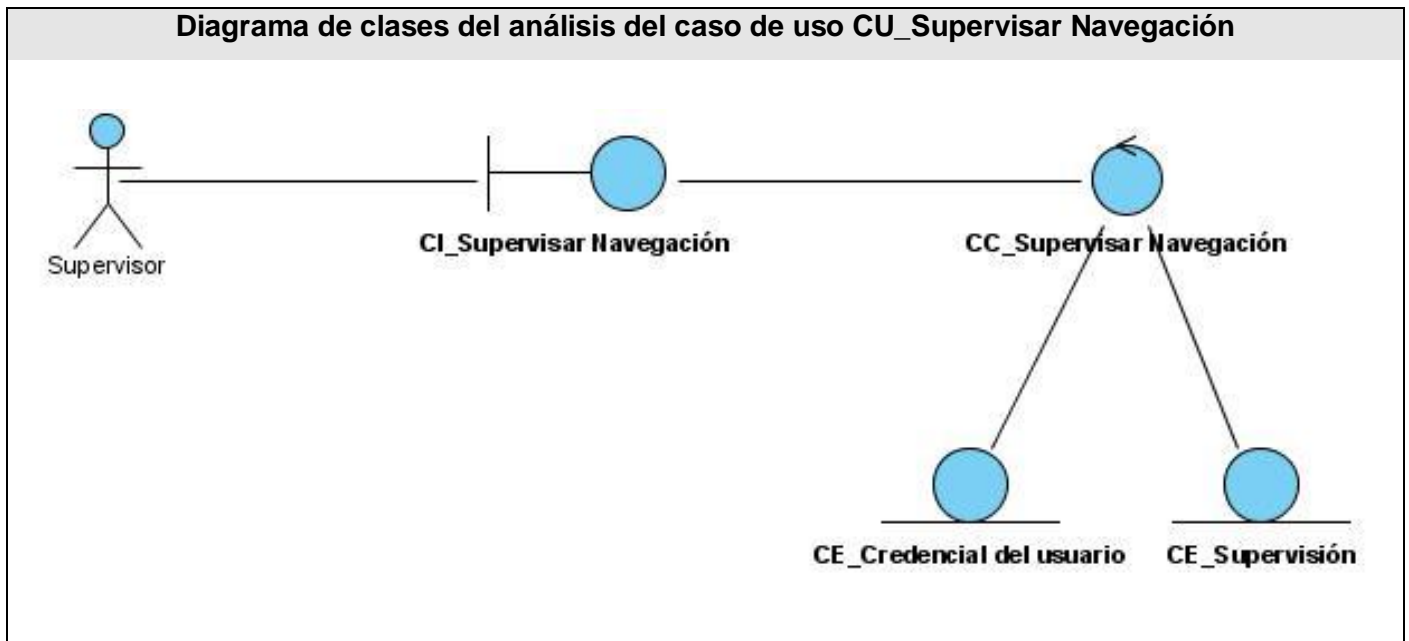 Diagrama de clases del análisis del caso de uso CU_Supervisar Navegación
Supervisor
CI_Supervisar Navegación
CC_Supervisar Navegación
CE_Credencial del usuario
CE_Supervisión